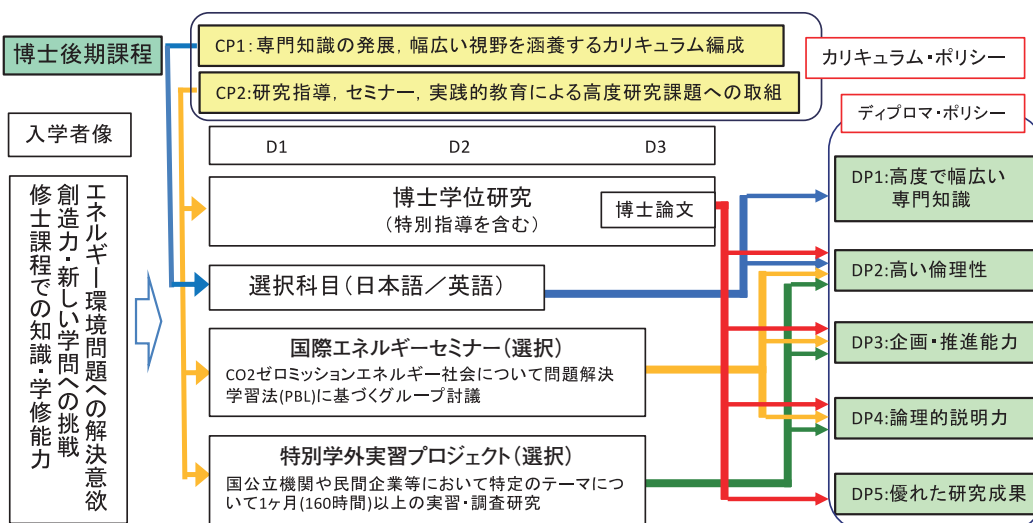 博士後期課程
CP1:専門知識の発展,幅広い視野を涵養するカリキュラム編成
CP2:研究指導,セミナー,実践的教育による高度研究課題への取組
カリキュラム・ポリシー
ディプロマ・ポリシー
入学者像
エネルギー環境問題への解決意欲
創造力・新しい学問への挑戦
修士課程での知識・学修能力
D1 D2 D3
博士学位研究
(特別指導を含む)
博士論文
選択科目(日本語/英語)
国際エネルギーセミナー(選択)
CO2ゼロミッションエネルギー社会について問題解決
学習法(PBL)に基づくグループ討議
特別学外実習プロジェクト(選択)
国公立機関や民間企業等において特定のテーマにつ
いて1ヶ月(160時間)以上の実習・調査研究
DP1:高度で幅広い
専門知識
DP2:高い倫理性
DP3:企画・推進能力
DP4:論理的説明力
DP5:優れた研究成果